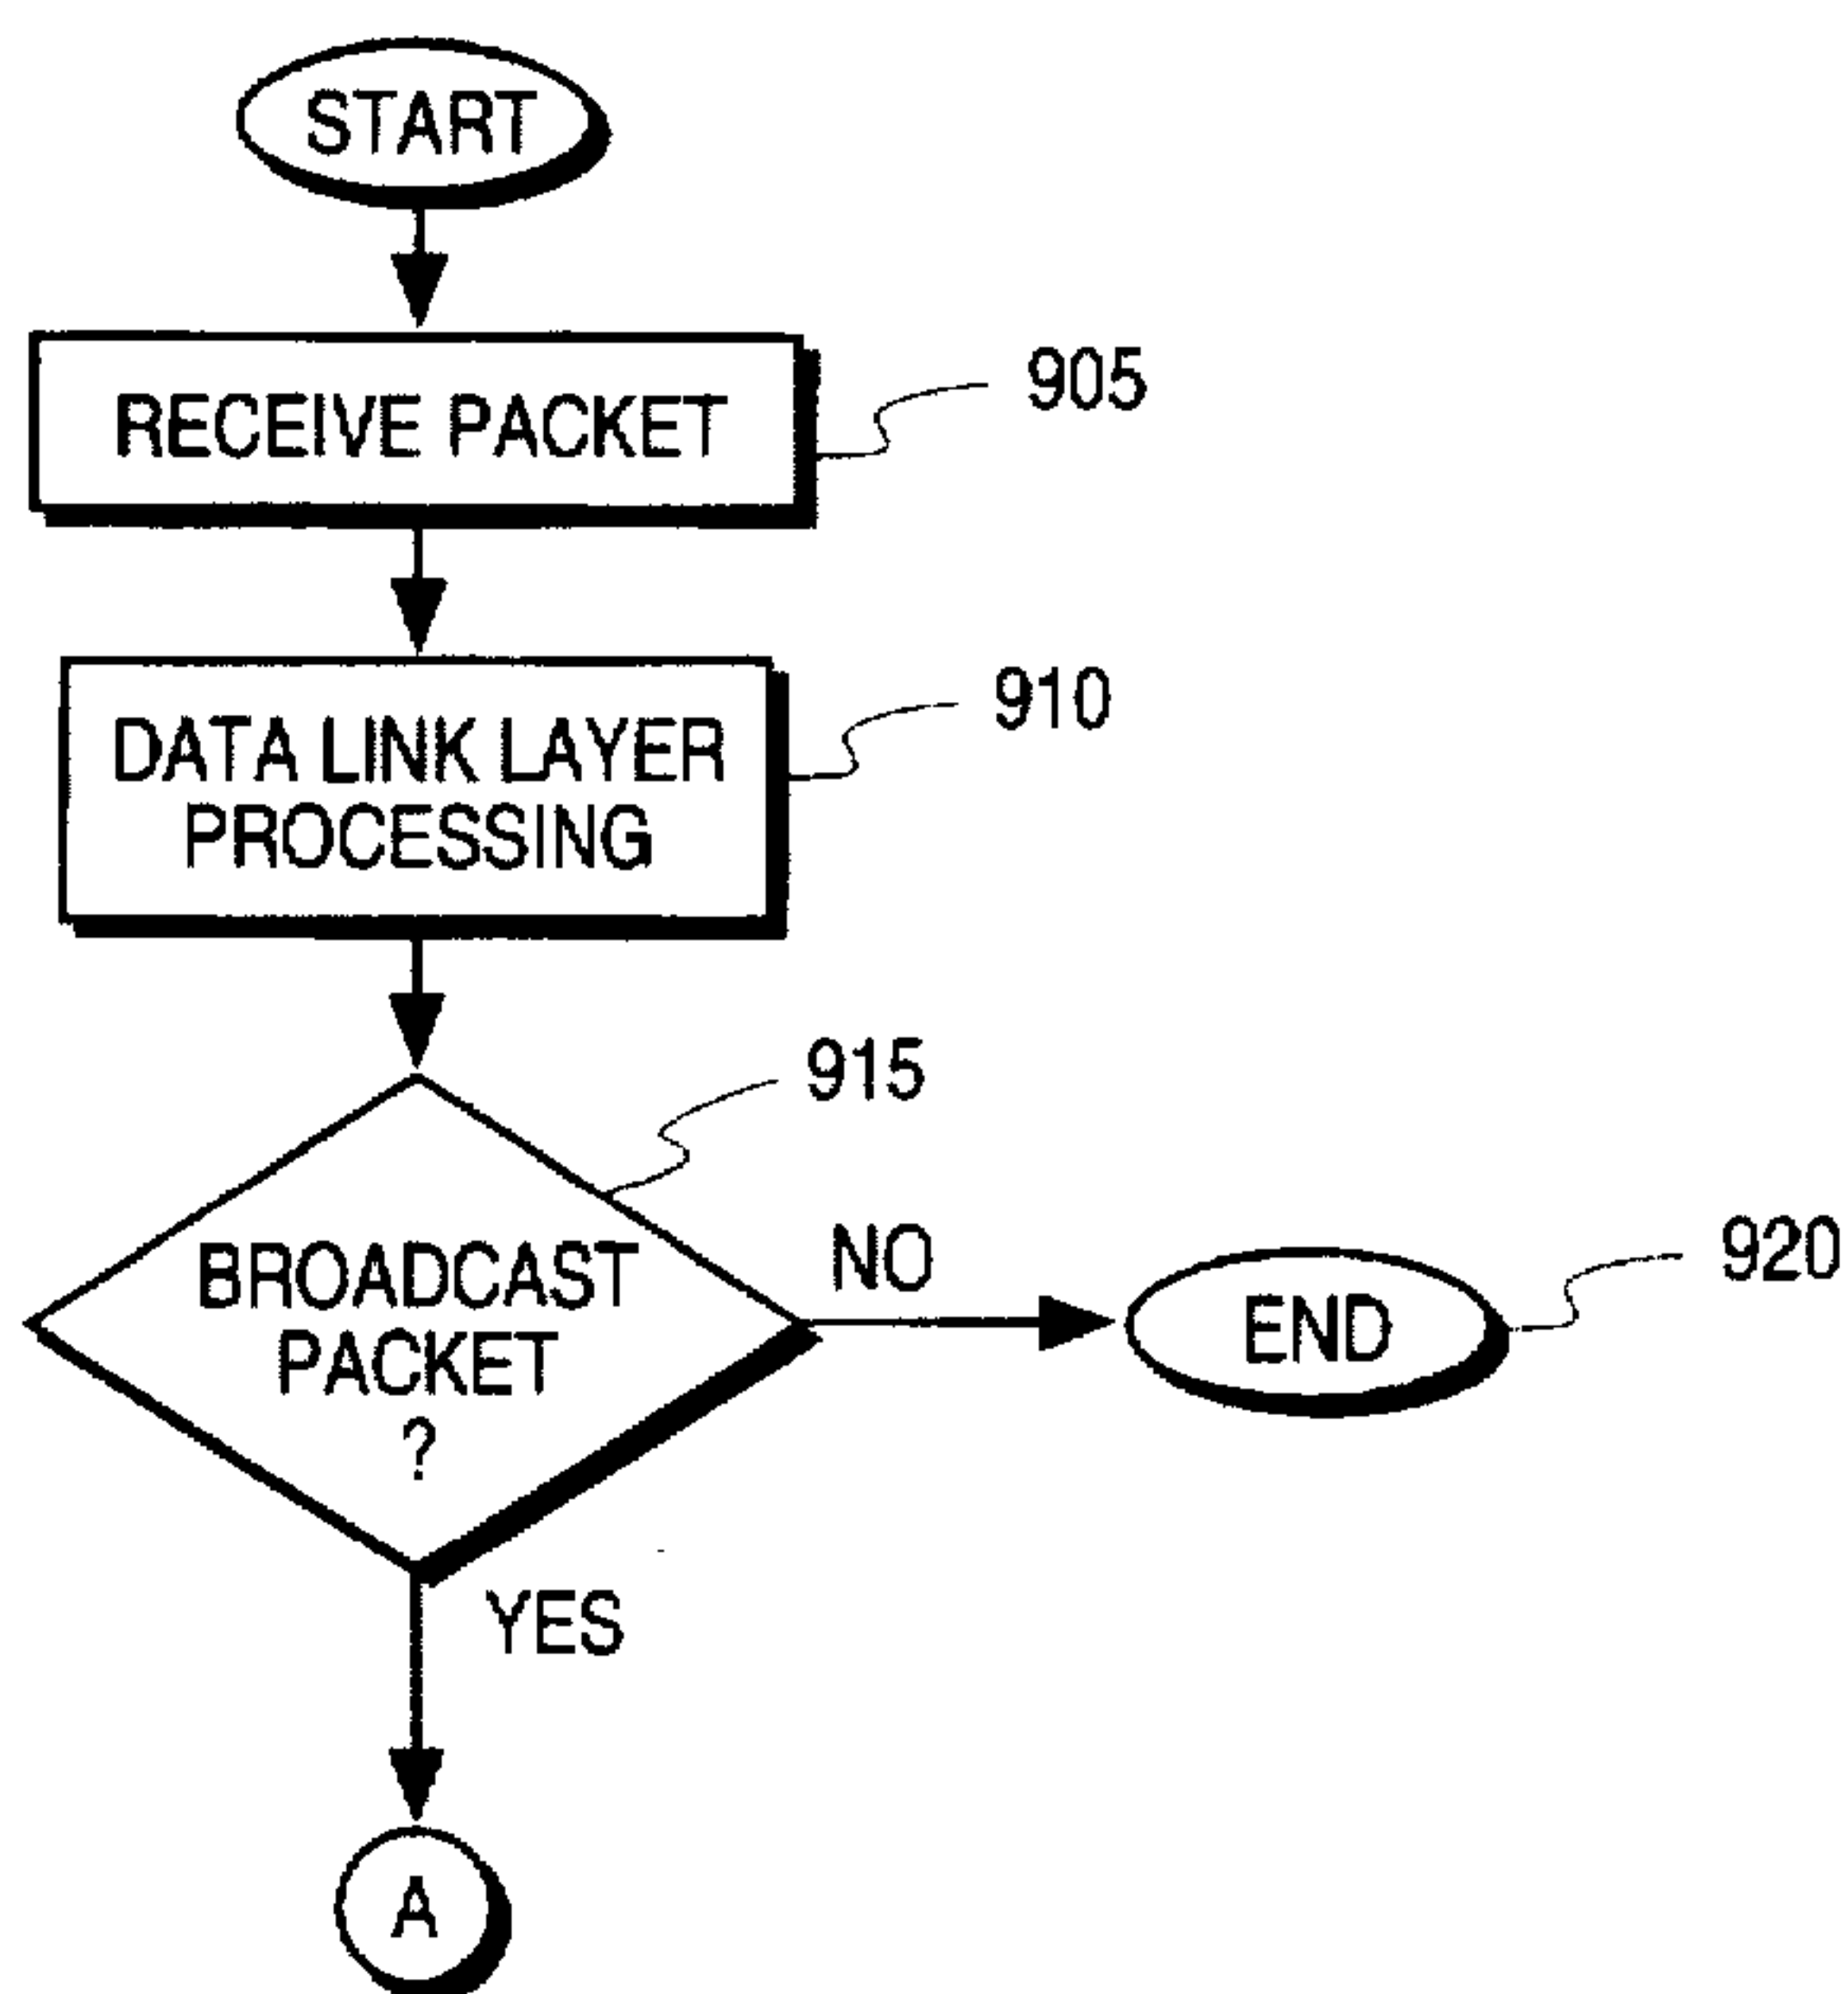 START
RECEIVE PACKET
905
DATA LINK LAYER
PROCESSING
910
915
BROADCAST
PACKET
?
NO
END
920
YES
A